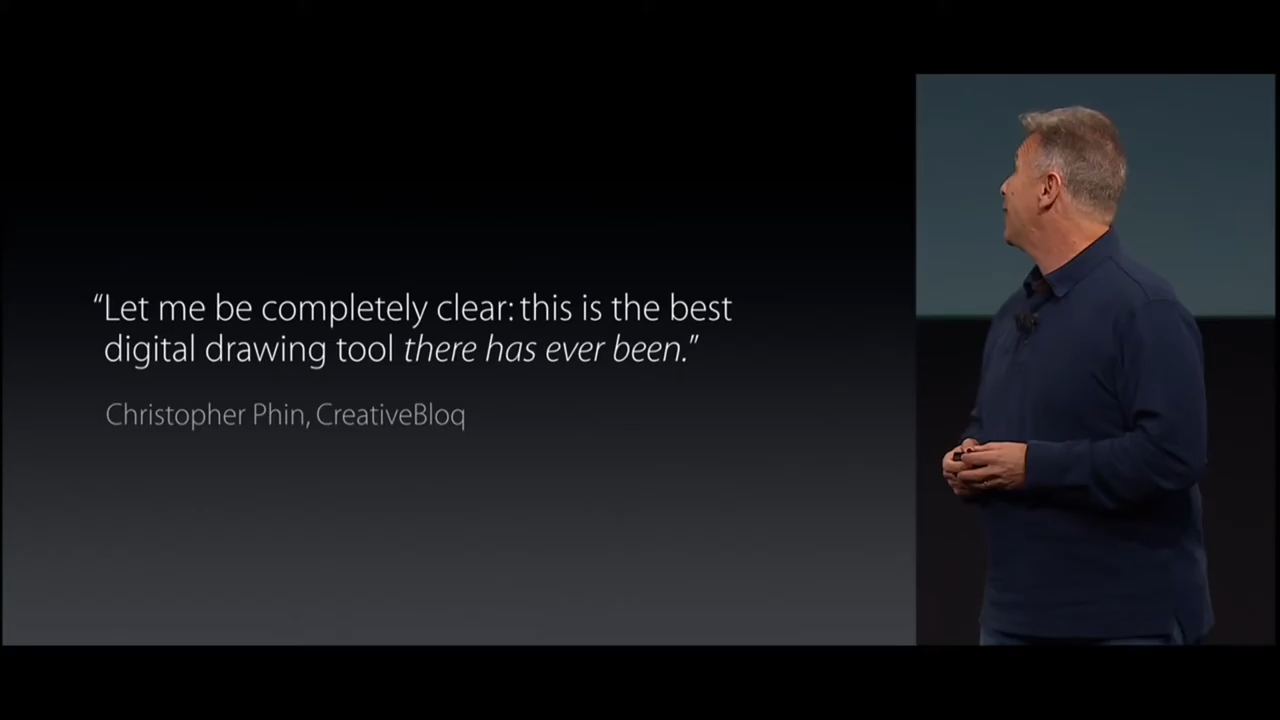 “Let me be completely clear: this is the best
digital drawing tool there has ever been.”
Christopher Phin, CreativeBloq